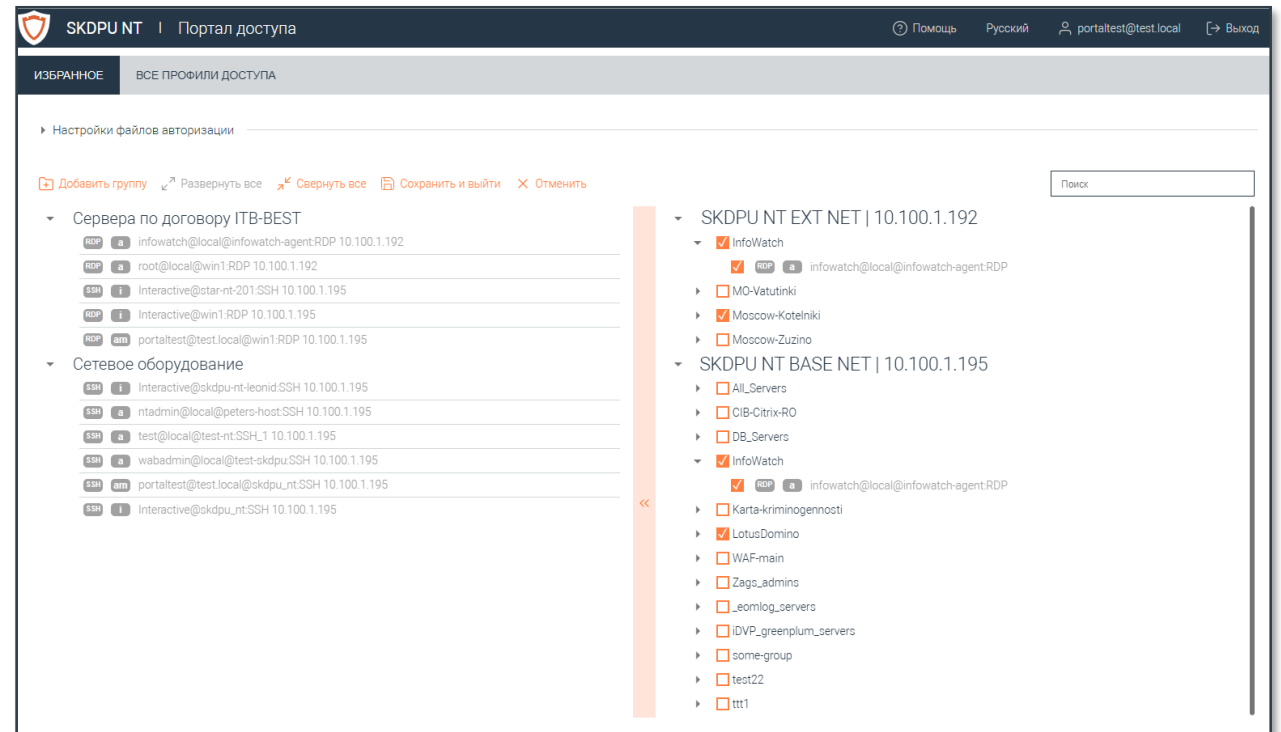 SKDPU NT | Портал доступа
Помощь
Русский
portaltest@test.local
Выход
ИЗБРАННОЕ
ВСЕ ПРОФИЛИ ДОСТУПА
Настройки файлов авторизации
Добавить группу
Развернуть все
Свернуть все
Сохранить и выйти
Отменить
Поиск
Сервера по договору ITB-BEST
RDP a infowatch@local@infowatch-agent:RDP 10.100.1.192
RDP a root@local@win1:RDP 10.100.1.192
SSH i Interactive@star-nt-201:SSH 10.100.1.195
RDP i Interactive@win1:RDP 10.100.1.195
RDP am portaltest@test.local@win1:RDP 10.100.1.195
Сетевое оборудование
SSH i Interactive@skdpu-nt-leonid:SSH 10.100.1.195
SSH a ntadmin@local@peters-host:SSH 10.100.1.195
SSH a test@local@test-nt:SSH_1 10.100.1.195
SSH a wabadmin@local@test-skdpu:SSH 10.100.1.195
SSH am portaltest@test.local@skdpu_nt:SSH 10.100.1.195
SSH i Interactive@skdpu_nt:SSH 10.100.1.195
«
SKDPU NT EXT NET | 10.100.1.192
InfoWatch
RDP a infowatch@local@infowatch-agent:RDP
MO-Vatutinki
Moscow-Kotelniki
Moscow-Zuzino
SKDPU NT BASE NET | 10.100.1.195
All_Servers
CIB-Citrix-RO
DB_Servers
InfoWatch
RDP a infowatch@local@infowatch-agent:RDP
Karta-kriminogennosti
LotusDomino
WAF-main
Zags_admins
_eomlog_servers
iDVP_greenplum_servers
some-group
test22
ttt1